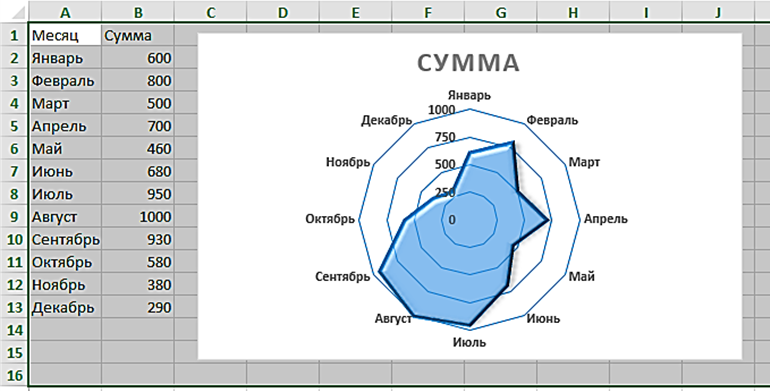 A B C D E F G H I J
1 Месяц Сумма
2 Январь 600
3 Февраль 800
4 Март 500
5 Апрель 700
6 Май 460
7 Июнь 680
8 Июль 950
9 Август 1000
10 Сентябрь 930
11 Октябрь 580
12 Ноябрь 380
13 Декабрь 290
14
15
16
СУММА
Январь
1000
Декабрь Февраль
750
Ноябрь Март
500
250
Октябрь 0 Апрель
Сентябрь Май
Август Июнь
Июль